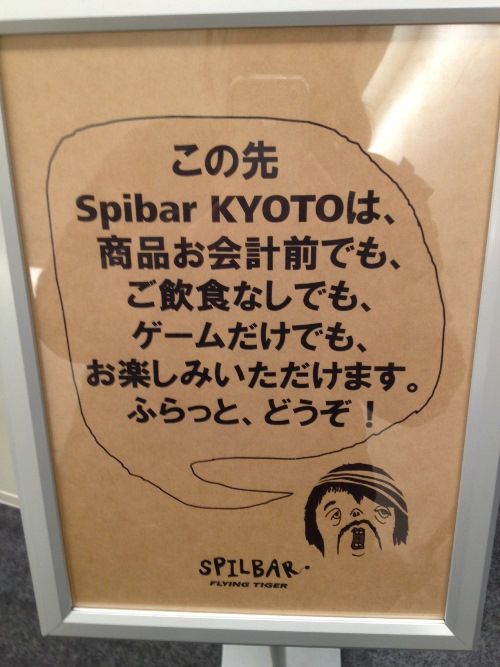 この先
Spibar KYOTOは、
商品お会計前でも、
ご飲食なしでも、
ゲームだけでも、
お楽しみいただけます。
ふらっと、どうぞ！
SPILBAR.
FLYING TIGER